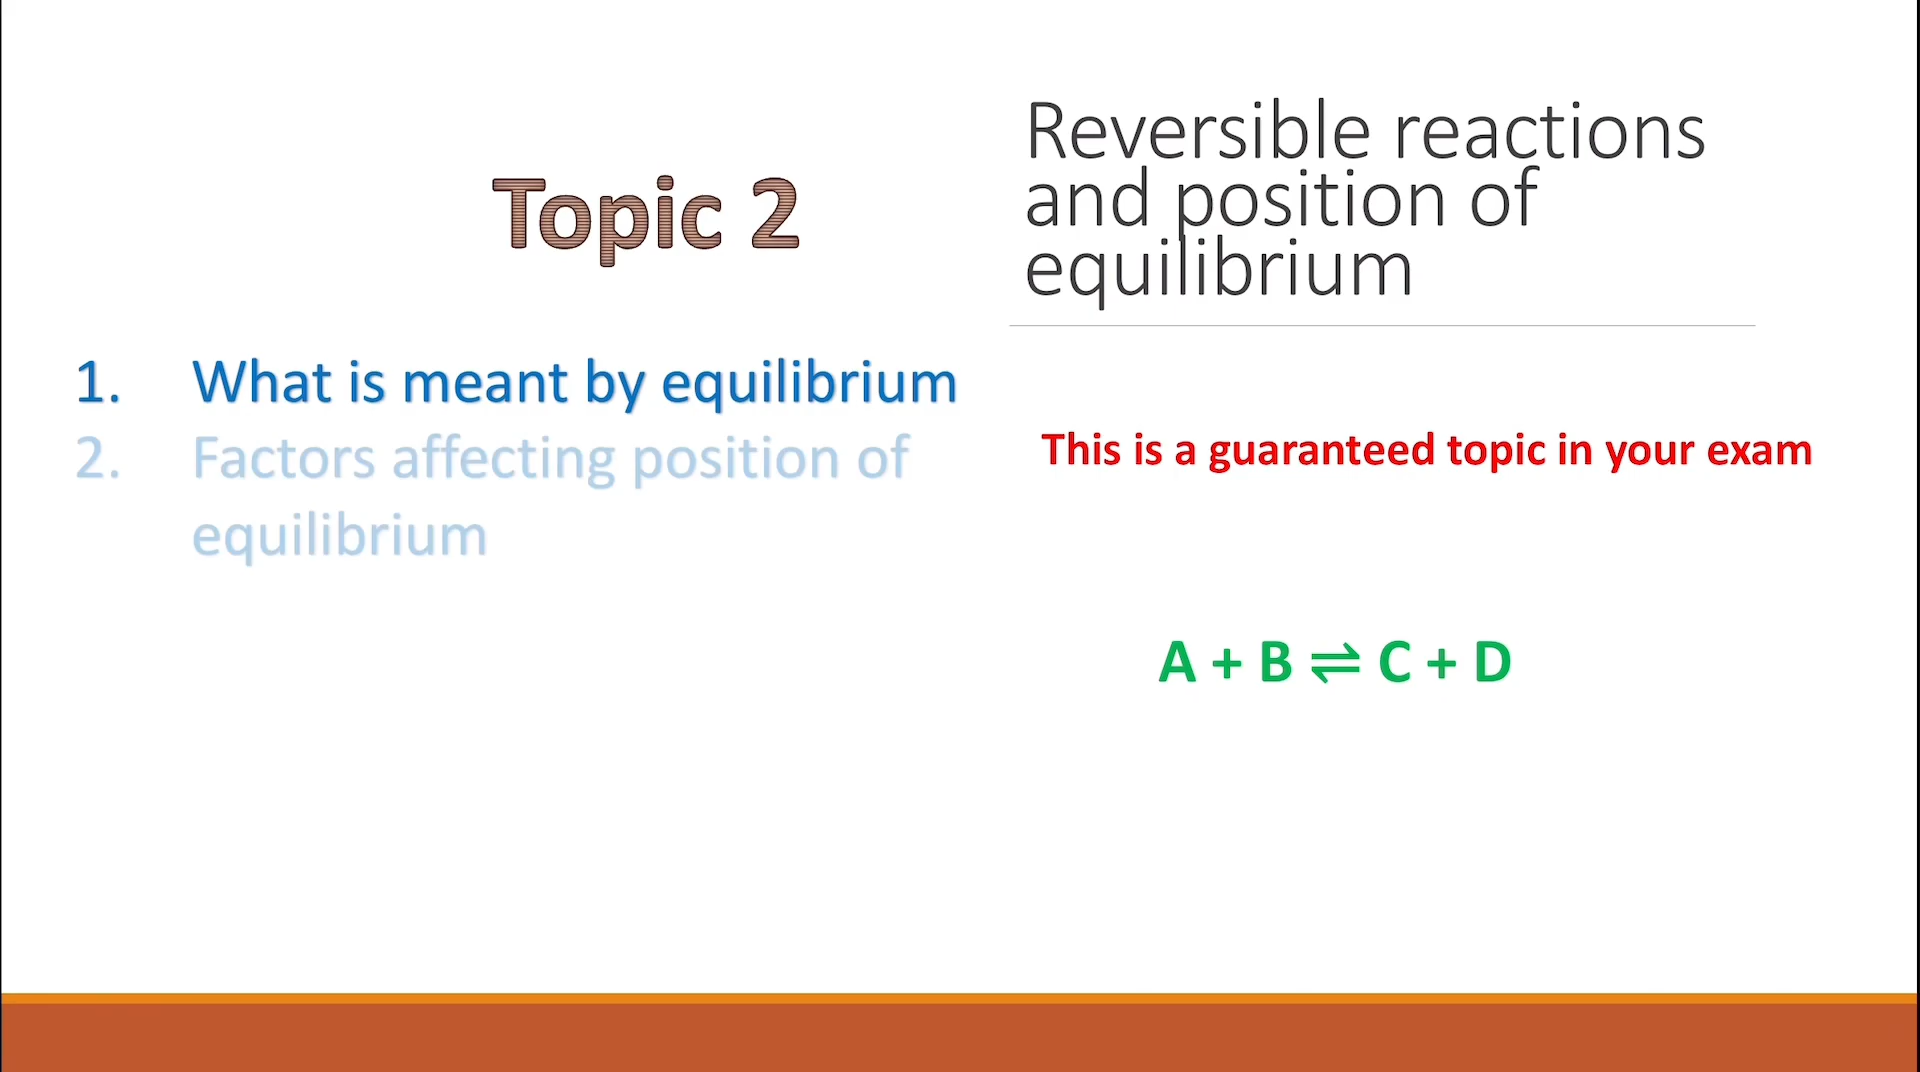 Topic 2
1. What is meant by equilibrium
2. Factors affecting position of
equilibrium
Reversible reactions
and position of
equilibrium
This is a guaranteed topic in your exam
A + B ⇌ C + D